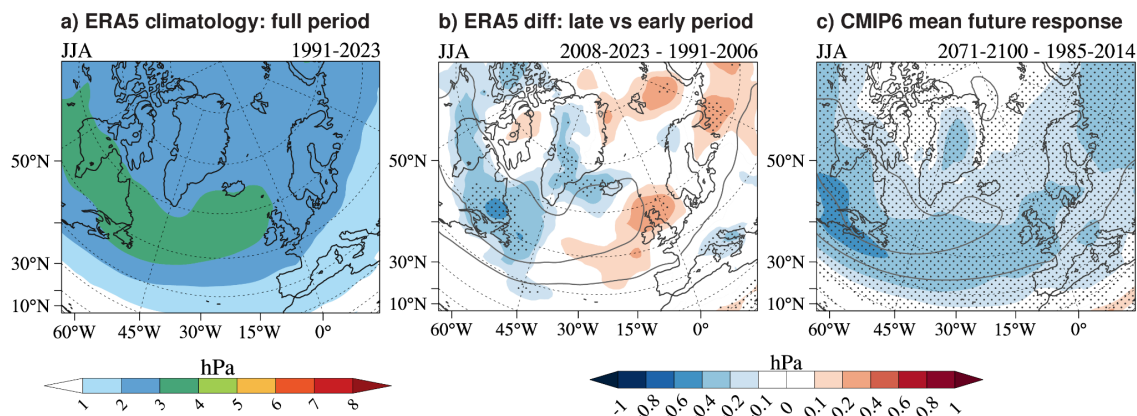 a) ERA5 climatology: full period
b) ERA5 diff: late vs early period
c) CMIP6 mean future response
JJA 1991-2023
JJA 2008-2023 - 1991-2006
JJA 2071-2100 - 1985-2014
50°N
30°N
10°N
60°W 45°W 30°W 15°W 0°
50°N
30°N
10°N
60°W 45°W 30°W 15°W 0°
50°N
30°N
10°N
60°W 45°W 30°W 15°W 0°
hPa
1 2 3 4 5 6 7 8
hPa
-1 0.8 0.6 0.4 0.2 0.1 0 0.1 0.2 0.4 0.6 0.8 1